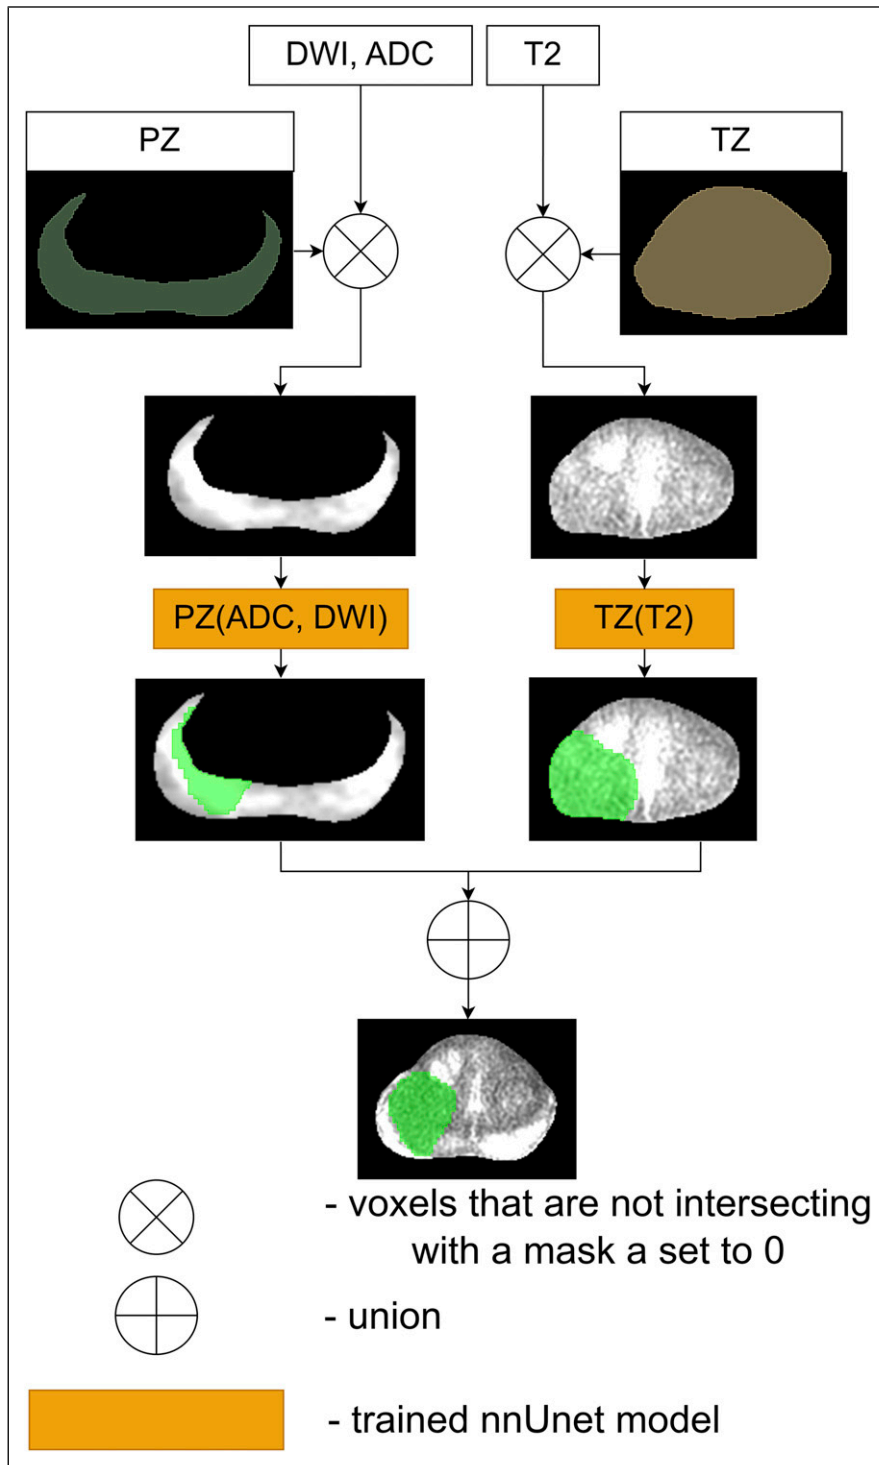 DWI, ADC
T2
PZ
TZ
PZ(ADC, DWI)
TZ(T2)
- voxels that are not intersecting
with a mask a set to 0
- union
- trained nnUnet model